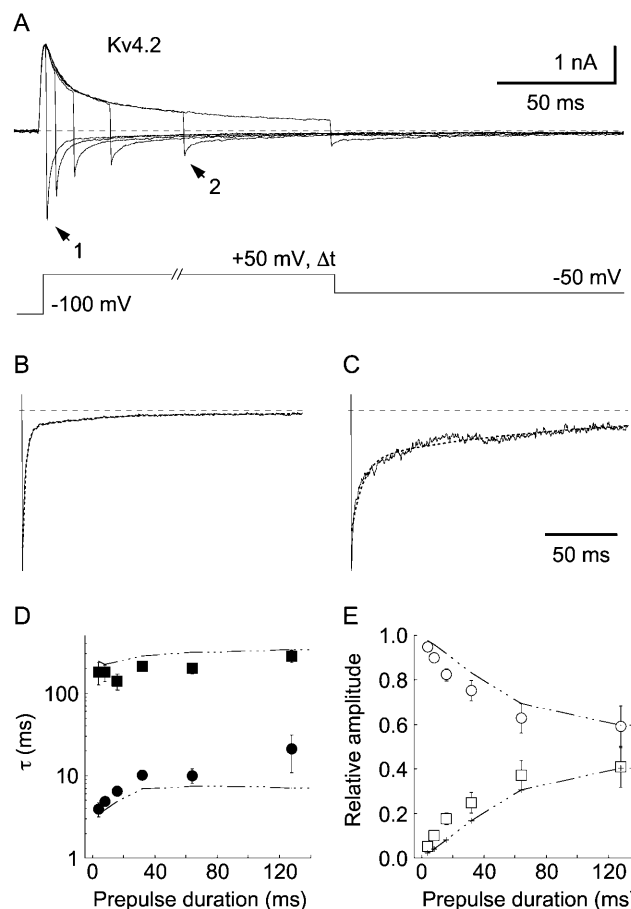 A
Kv4.2
1 nA
50 ms
2
1
+50 mV, Δt
-50 mV
-100 mV
B
C
50 ms
D
E
100
10
1
τ (ms)
0
40
80
120
Prepulse duration (ms)
1.0
0.8
0.6
0.4
0.2
0.0
Relative amplitude
0
40
80
120
Prepulse duration (ms)